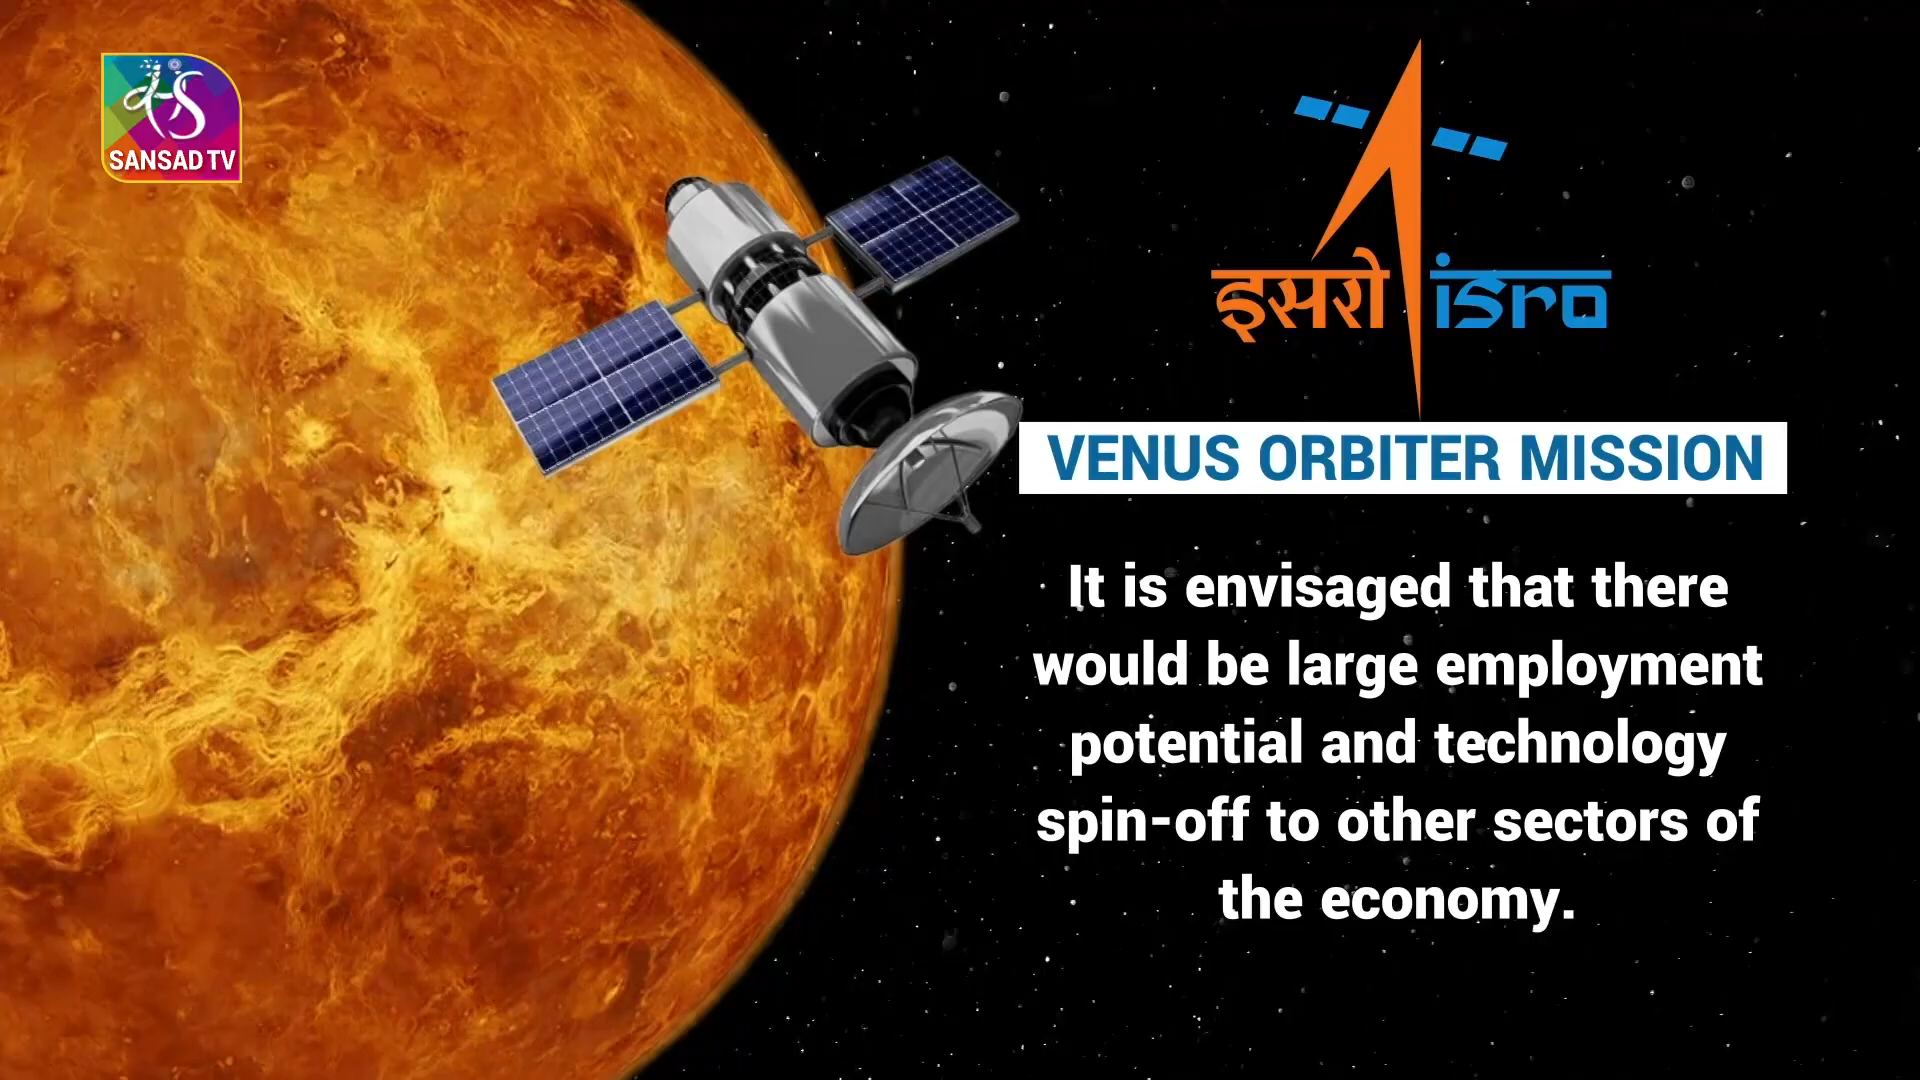 SANSAD TV
इसरो isro
VENUS ORBITER MISSION
It is envisaged that there
would be large employment
potential and technology
spin-off to other sectors of
the economy.